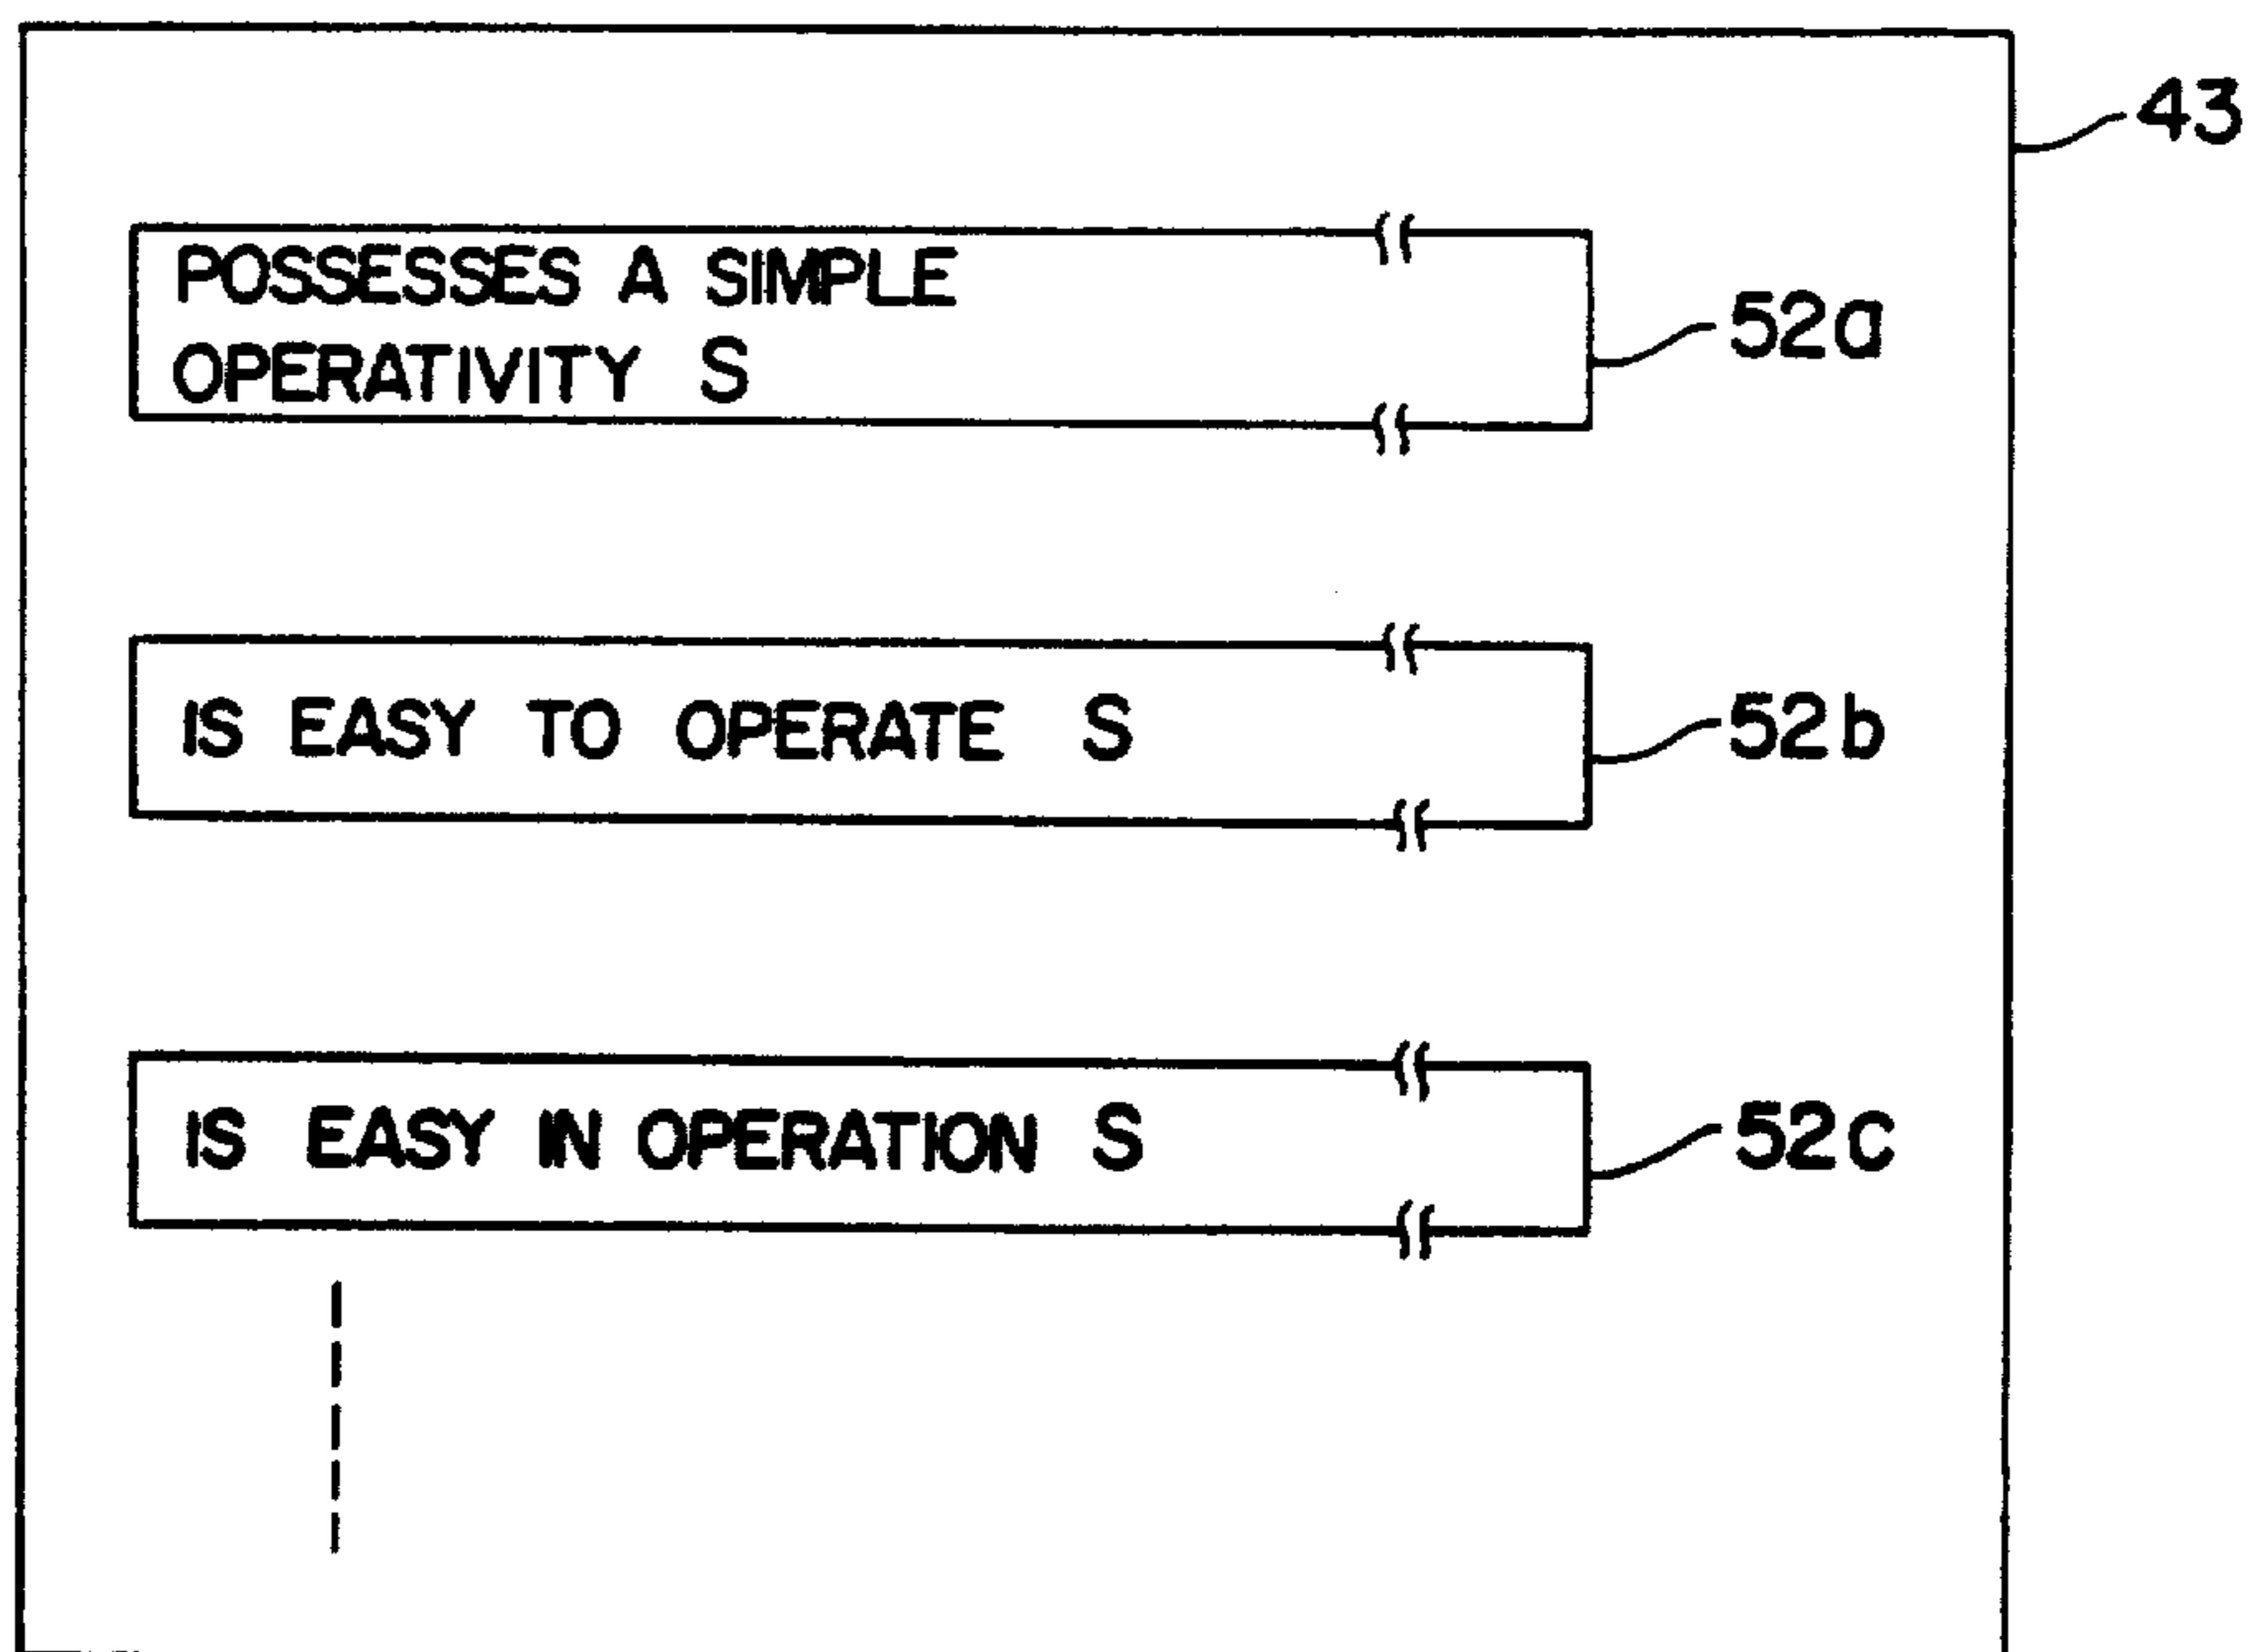 43
POSSESSES A SIMPLE
OPERATIVITY S
52a
IS EASY TO OPERATE S
52b
IS EASY IN OPERATION S
52c